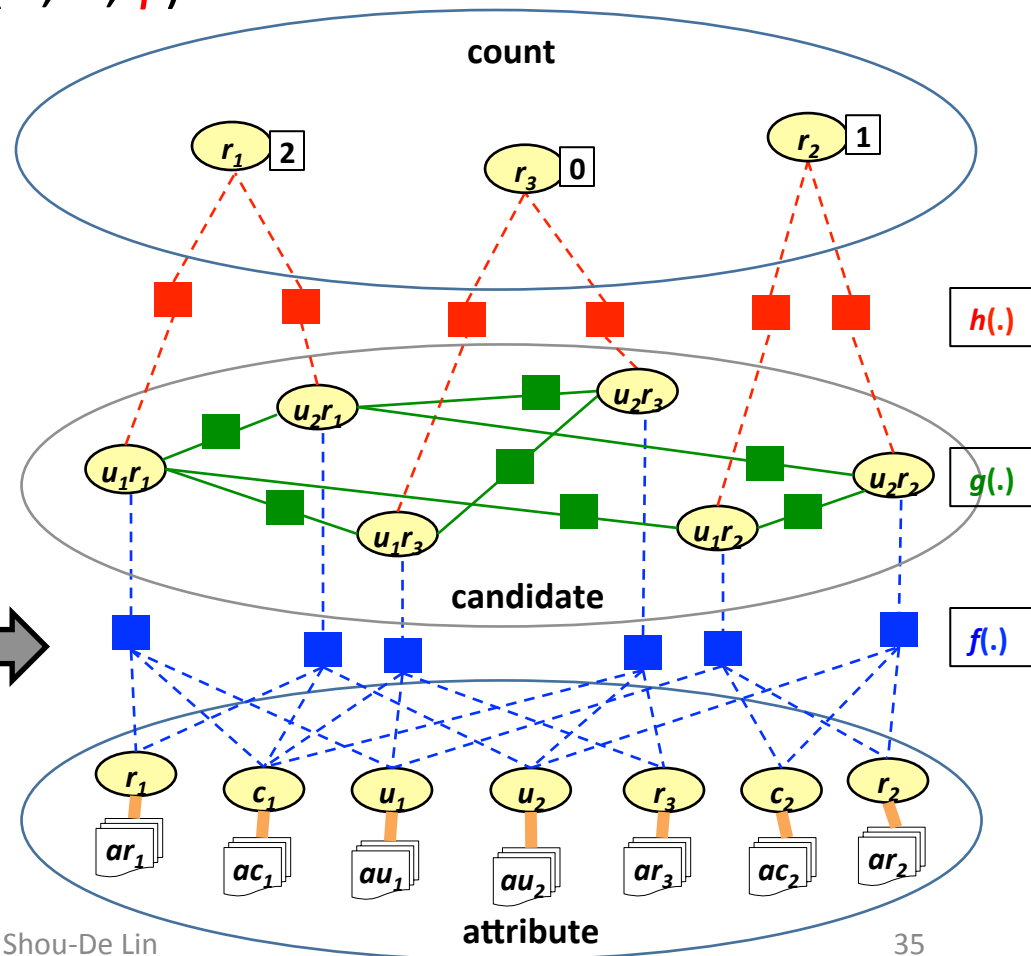 count
r₁ 2
r₃ 0
r₂ 1
h(.)
u₂r₁
u₂r₃
u₁r₁
u₂r₂
g(.)
u₁r₃
u₁r₂
candidate
f(.)
r₁ c₁ u₁ u₂ r₃ c₂ r₂
ar₁ ac₁ au₁ au₂ ar₃ ac₂ ar₂
attribute
Shou-De Lin
35